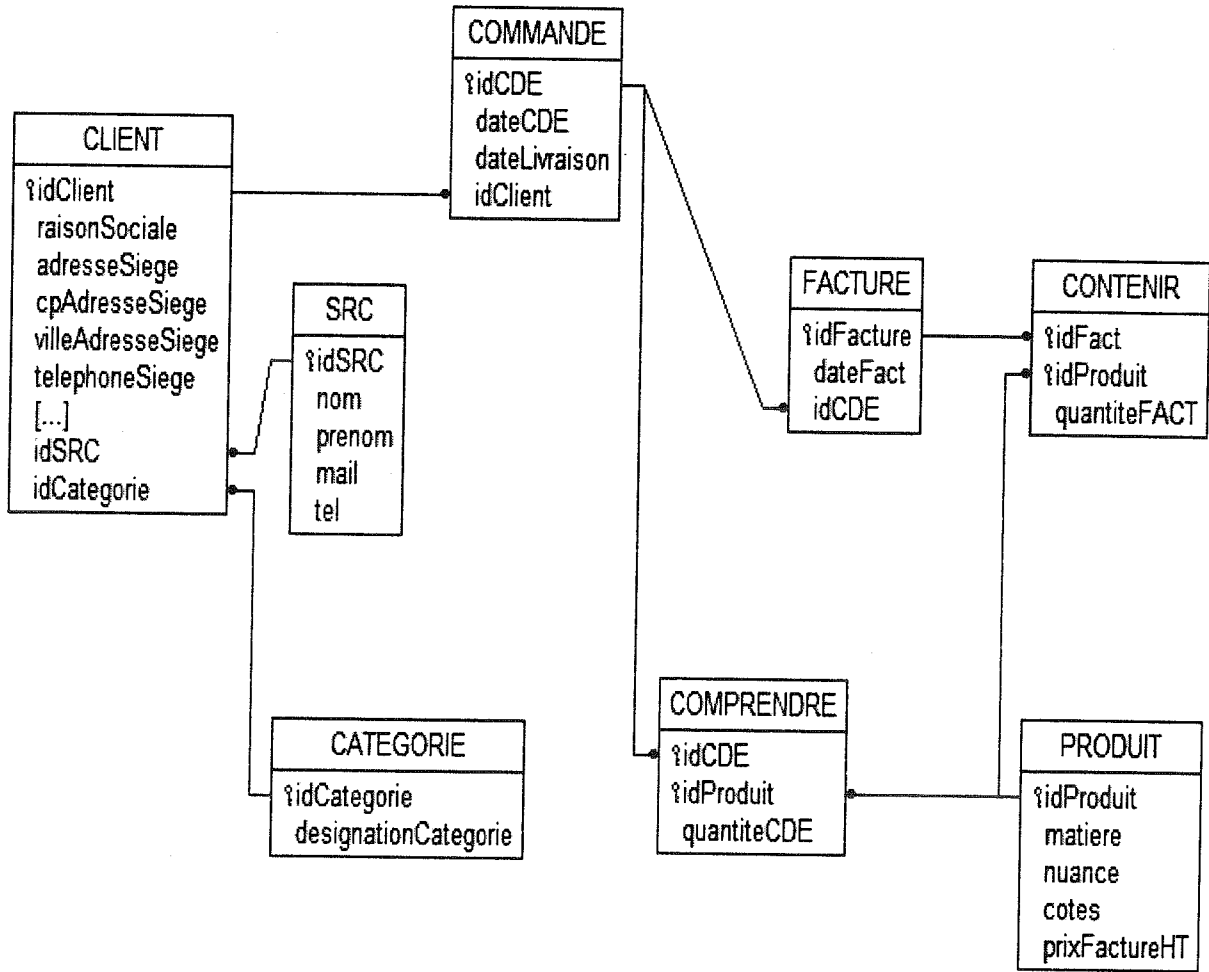 COMMANDE
idCDE
dateCDE
dateLivraison
idClient
CLIENT
idClient
raisonSociale
adresseSiege
cpAdresseSiege
villeAdresseSiege
telephoneSiege
[...]
idSRC
idCategorie
SRC
idSRC
nom
prenom
mail
tel
FACTURE
idFacture
dateFact
idCDE
CONTENIR
idFact
idProduit
quantiteFACT
CATEGORIE
idCategorie
designationCategorie
COMPRENDRE
idCDE
idProduit
quantiteCDE
PRODUIT
idProduit
matiere
nuance
cotes
prixFactureHT